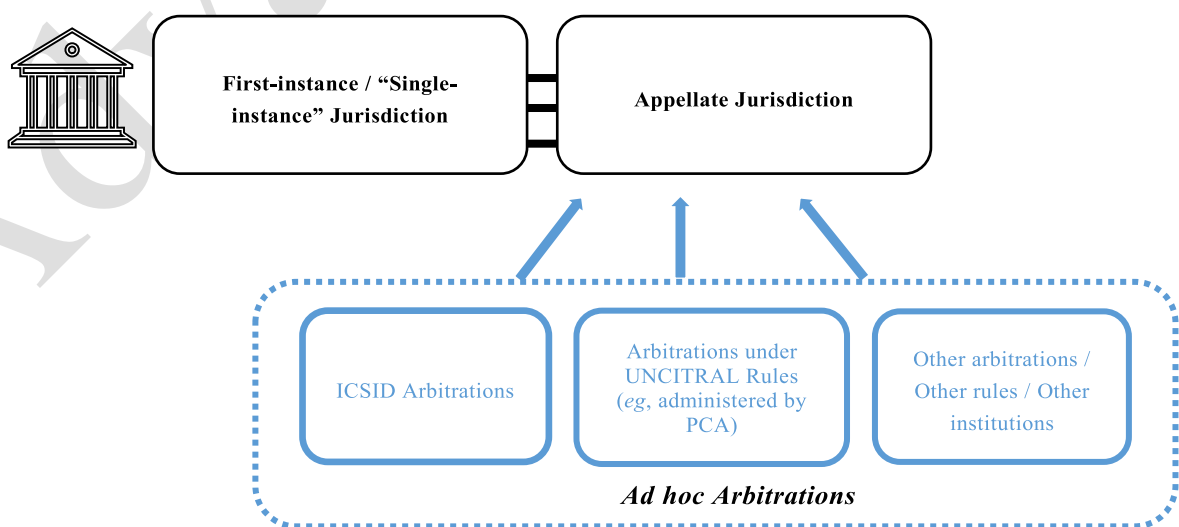 First-instance / “Single-
instance” Jurisdiction
Appellate Jurisdiction
ICSID Arbitrations
Arbitrations under
UNCITRAL Rules
(eg, administered by
PCA)
Other arbitrations /
Other rules / Other
institutions
Ad hoc Arbitrations